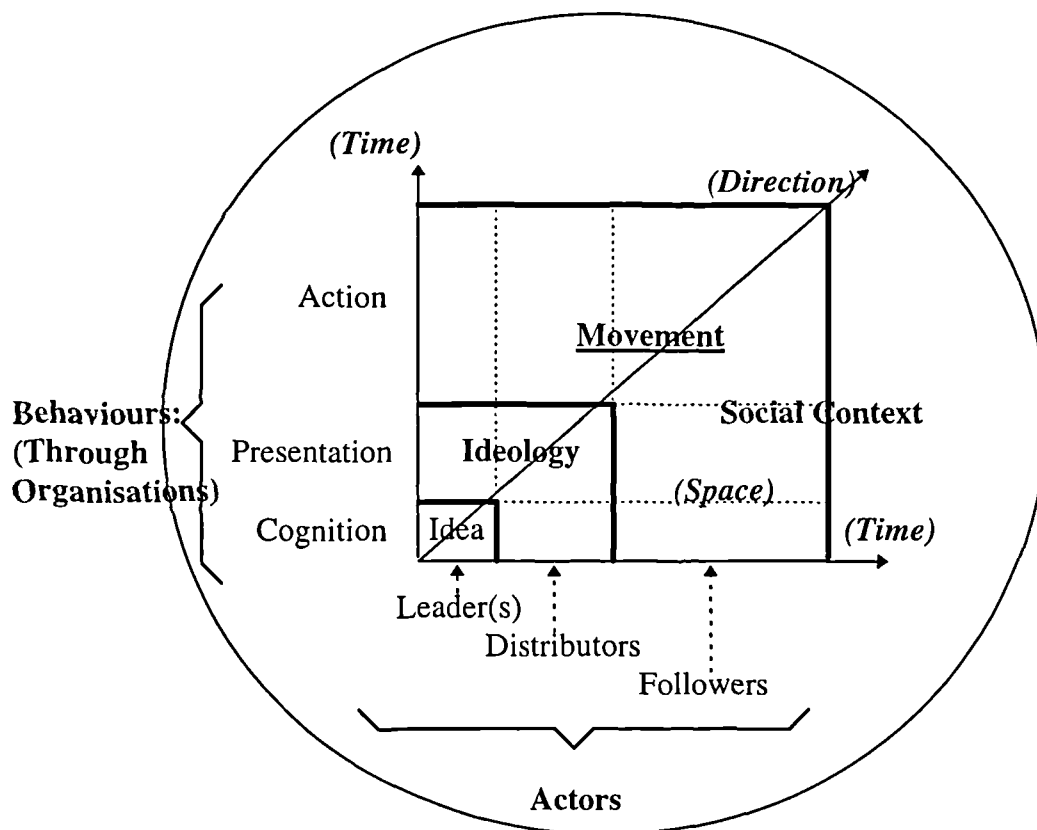 (Time)
(Direction)
Action
Movement
Behaviours:
(Through
Organisations)
Social Context
Presentation
Ideology
(Space)
Cognition
Idea
(Time)
Leader(s)
Distributors
Followers
Actors